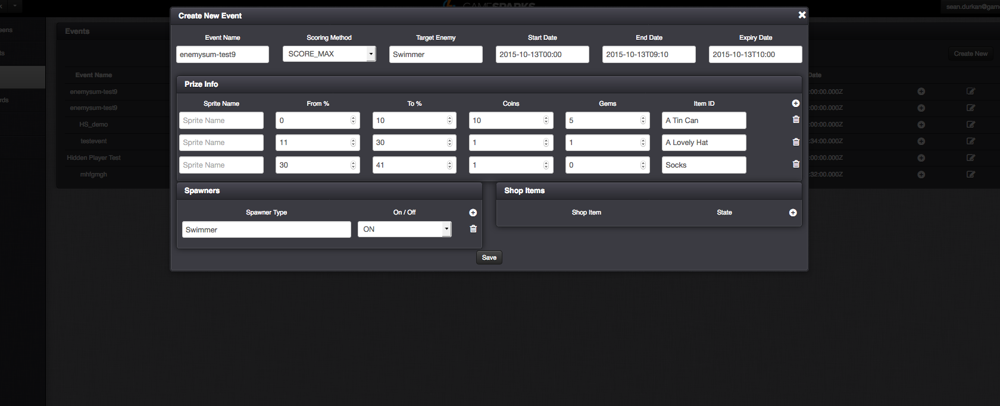 GAMESPARKS
sean.durkan@game
Create New Event
eens
Events
Event Name Scoring Method Target Enemy Start Date End Date Expiry Date
enemysum-test9 SCORE_MAX Swimmer 2015-10-13T00:00 2015-10-13T09:10 2015-10-13T10:00
ts
Create New
Event Name
Date
Prize Info
enemysum-test9
:00:00.000Z
rds
Sprite Name From % To % Coins Gems Item ID
enemysum-test9
:00:00.000Z
Sprite Name 0 10 10 5 A Tin Can
HS_demo
:00:00.000Z
testevent
:34:00.000Z
Sprite Name 11 30 1 1 A Lovely Hat
Hidden Player Test
:00:00.000Z
Sprite Name 30 41 1 0 Socks
mhfgmgh
:32:00.000Z
Spawners
Shop Items
Spawner Type On / Off
Shop Item State
Swimmer ON
Save